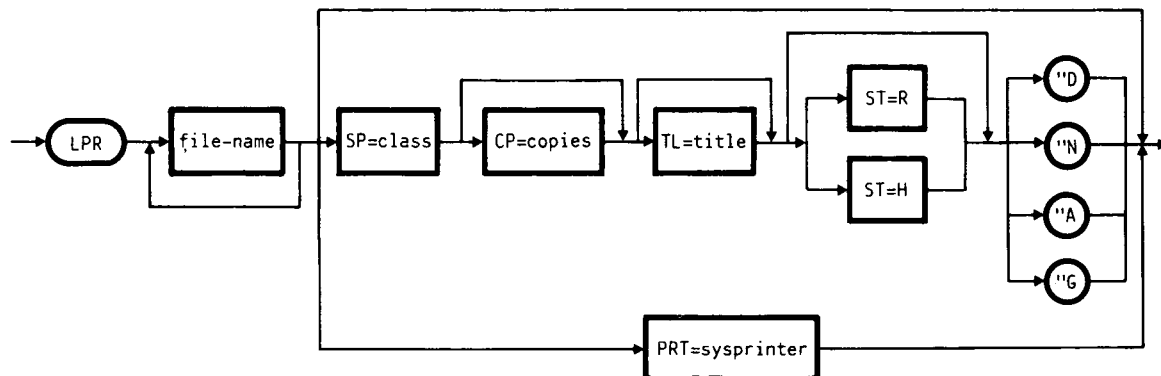 LPR
file-name
SP=class
CP=copies
TL=title
ST=R
ST=H
"D
"N
"A
"G
PRT=sysprinter